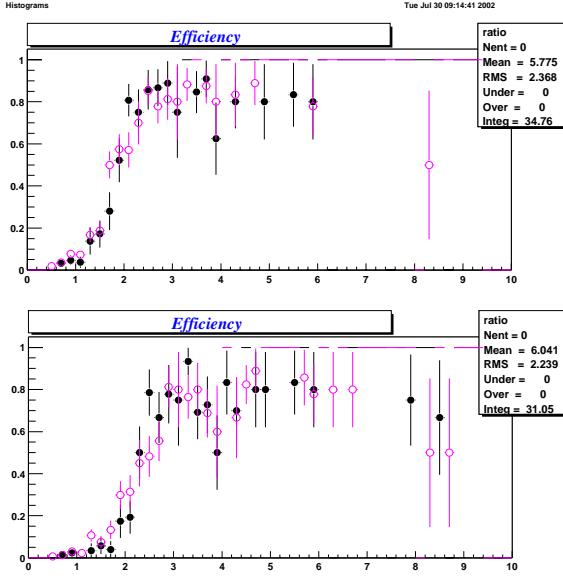 Histograms
Tue Jul 30 09:14:41 2002
Efficiency
ratio
Nent = 0
Mean = 5.775
RMS = 2.368
Under = 0
Over = 0
Integ = 34.76
1
0.8
0.6
0.4
0.2
0
0 1 2 3 4 5 6 7 8 9 10
Efficiency
ratio
Nent = 0
Mean = 6.041
RMS = 2.239
Under = 0
Over = 0
Integ = 31.05
1
0.8
0.6
0.4
0.2
0
0 1 2 3 4 5 6 7 8 9 10